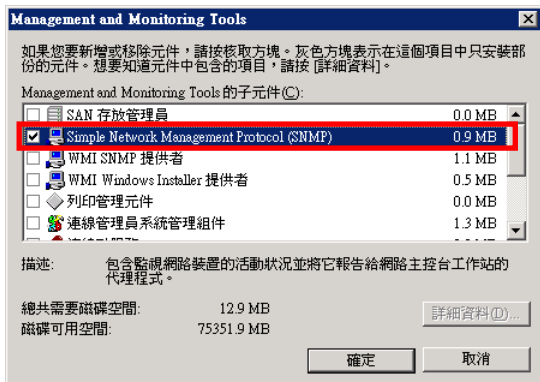 Management and Monitoring Tools
如果您要新增或移除元件，請按核取方塊。灰色方塊表示在這個項目中只安裝部
份的元件。想要知道元件中包含的項目，請按 [詳細資料]。
Management and Monitoring Tools 的子元件(C):
SAN 存放管理員 0.0 MB
Simple Network Management Protocol (SNMP) 0.9 MB
WMI SNMP 提供者 1.1 MB
WMI Windows Installer 提供者 0.5 MB
列印管理元件 0.0 MB
連線管理員系統管理組件 1.3 MB
描述: 包含監視網路裝置的活動狀況並將它報告給網路主控台工作站的
代理程式。
總共需要磁碟空間: 12.9 MB
詳細資料(D)...
磁碟可用空間: 75351.9 MB
確定 取消